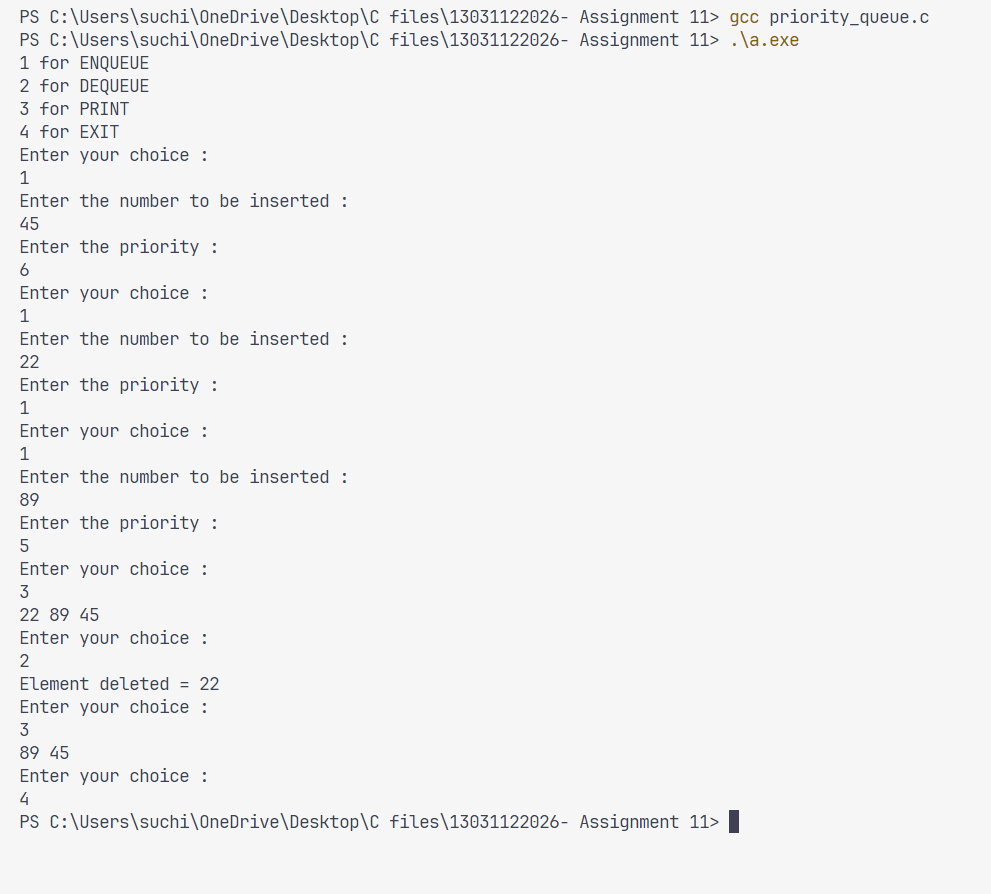 PS C:\Users\suchi\OneDrive\Desktop\C files\13031122026- Assignment 11> gcc priority_queue.c
PS C:\Users\suchi\OneDrive\Desktop\C files\13031122026- Assignment 11> .\a.exe
1 for ENQUEUE
2 for DEQUEUE
3 for PRINT
4 for EXIT
Enter your choice :
1
Enter the number to be inserted :
45
Enter the priority :
6
Enter your choice :
1
Enter the number to be inserted :
22
Enter the priority :
1
Enter your choice :
1
Enter the number to be inserted :
89
Enter the priority :
5
Enter your choice :
3
22 89 45
Enter your choice :
2
Element deleted = 22
Enter your choice :
3
89 45
Enter your choice :
4
PS C:\Users\suchi\OneDrive\Desktop\C files\13031122026- Assignment 11>